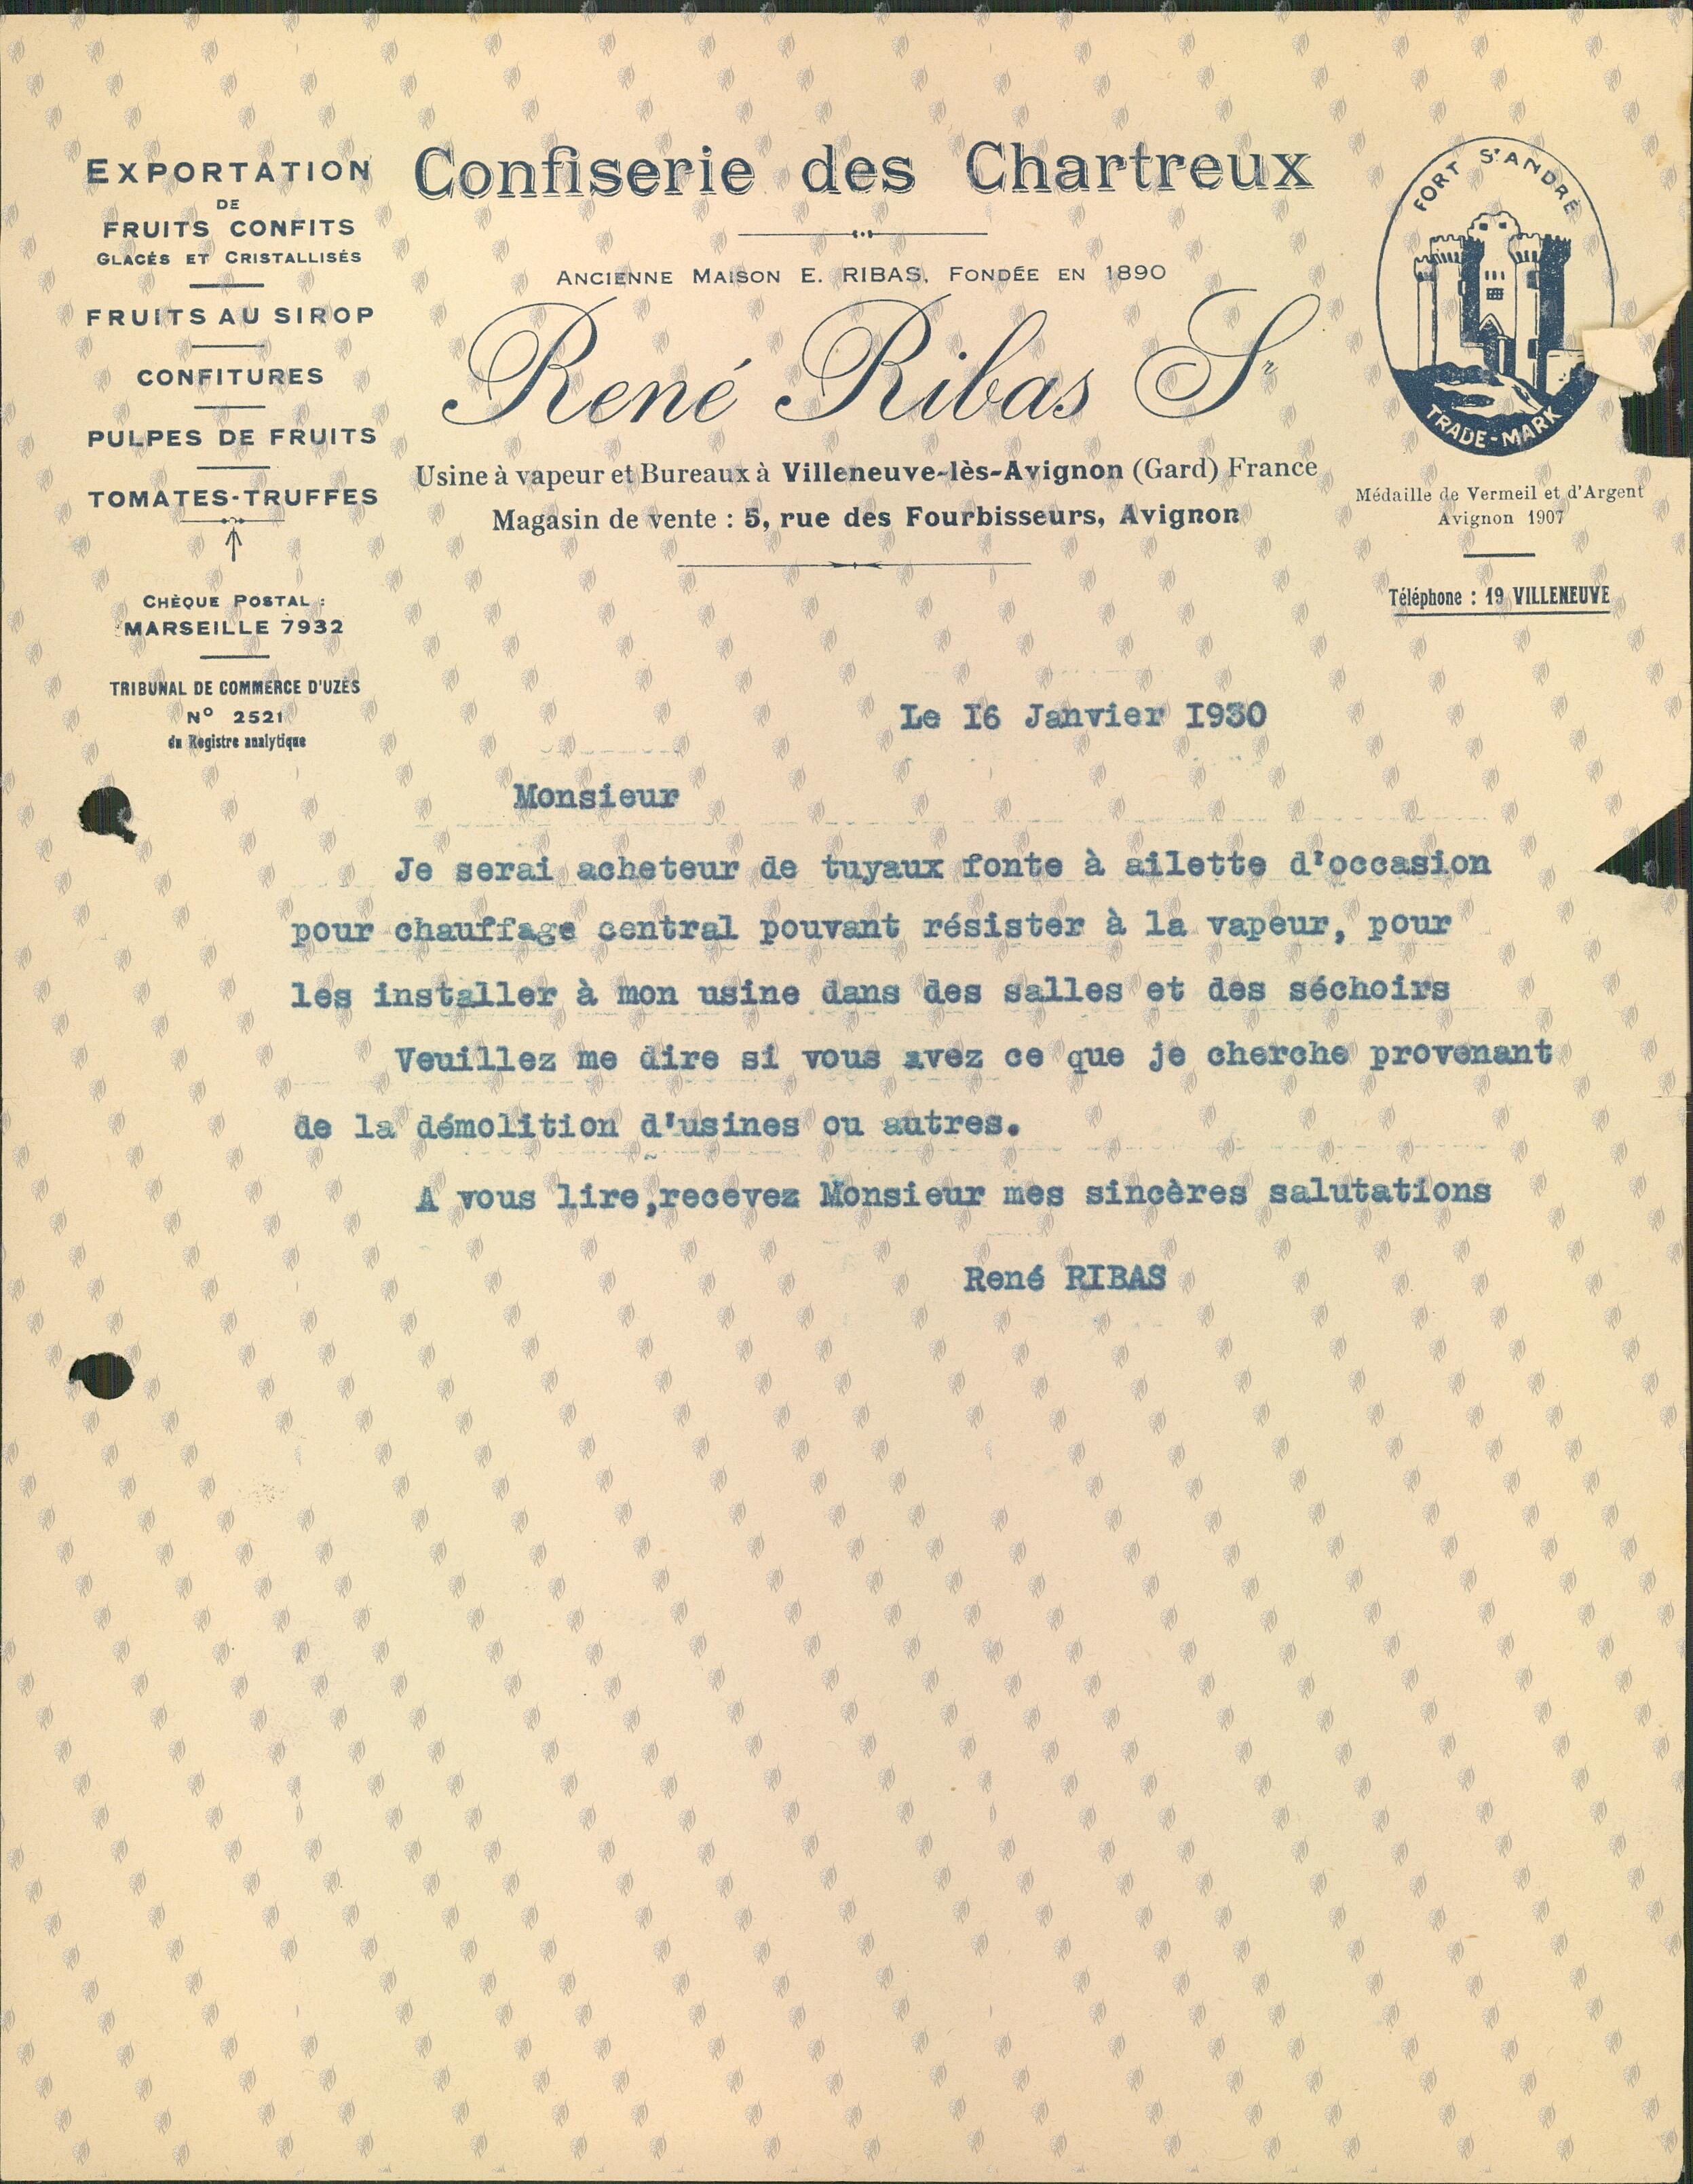 EXPORTATION
DE
FRUITS CONFITS
GLACÉS ET CRISTALLISÉS
FRUITS AU SIROP
CONFITURES
PULPES DE FRUITS
TOMATES-TRUFFES
CHÈQUE POSTAL :
MARSEILLE 7932
TRIBUNAL DE COMMERCE D'UZÈS
N° 2521
du Registre analytique
Confiserie des Chartreux
ANCIENNE MAISON E. RIBAS, FONDÉE EN 1890
René Ribas Sr
Usine à vapeur et Bureaux à Villeneuve-lès-Avignon (Gard) France
Magasin de vente : 5, rue des Fourbisseurs, Avignon
FORT St ANDRÉ
TRADE-MARK
Médaille de Vermeil et d'Argent
Avignon 1907
Téléphone : 19 VILLENEUVE
Le I6 Janvier I930
Monsieur
Je serai acheteur de tuyaux fonte à ailette d'occasion
pour chauffage central pouvant résister à la vapeur, pour
les installer à mon usine dans des salles et des séchoirs
Veuillez me dire si vous avez ce que je cherche provenant
de la démolition d'usines ou autres.
A vous lire,recevez Monsieur mes sincères salutations
René RIBAS